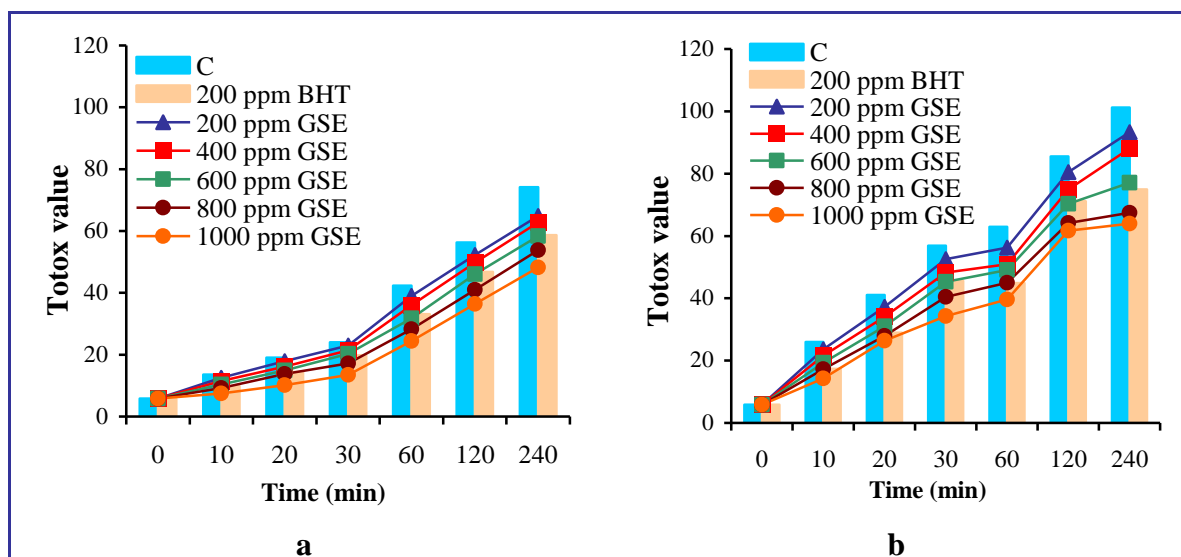 120
100
80
60
40
20
0
Totox value
C
200 ppm BHT
200 ppm GSE
400 ppm GSE
600 ppm GSE
800 ppm GSE
1000 ppm GSE
0 10 20 30 60 120 240
Time (min)
a
120
100
80
60
40
20
0
Totox value
C
200 ppm BHT
200 ppm GSE
400 ppm GSE
600 ppm GSE
800 ppm GSE
1000 ppm GSE
0 10 20 30 60 120 240
Time (min)
b